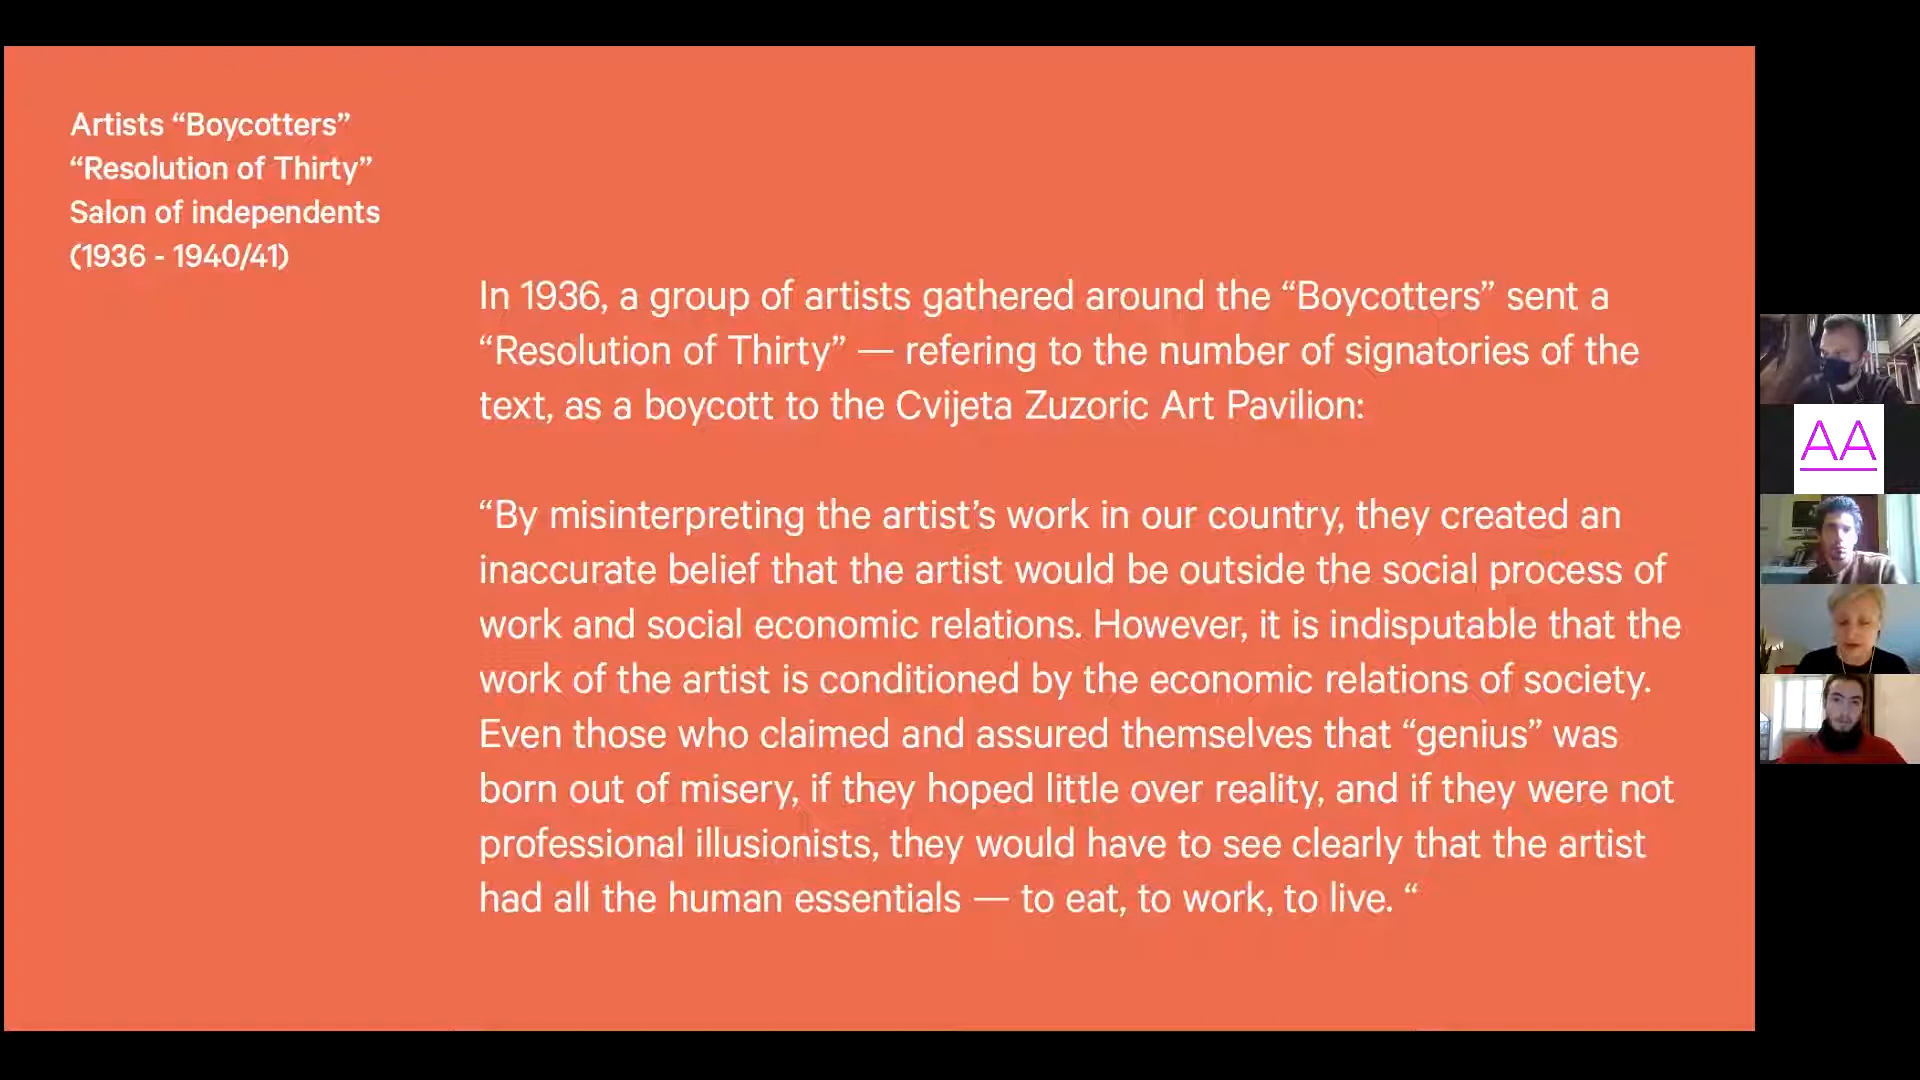 Artists “Boycotters”
“Resolution of Thirty”
Salon of independents
(1936 - 1940/41)
In 1936, a group of artists gathered around the “Boycotters” sent a
“Resolution of Thirty” — refering to the number of signatories of the
text, as a boycott to the Cvijeta Zuzoric Art Pavilion:
“By misinterpreting the artist’s work in our country, they created an
inaccurate belief that the artist would be outside the social process of
work and social economic relations. However, it is indisputable that the
work of the artist is conditioned by the economic relations of society.
Even those who claimed and assured themselves that “genius” was
born out of misery, if they hoped little over reality, and if they were not
professional illusionists, they would have to see clearly that the artist
had all the human essentials — to eat, to work, to live. “
AA